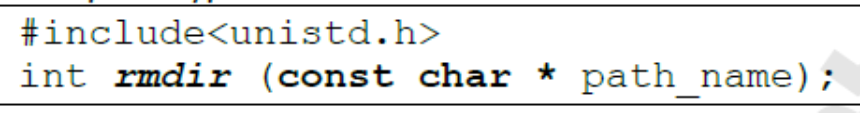 #include<unistd.h>
int rmdir (const char * path_name);